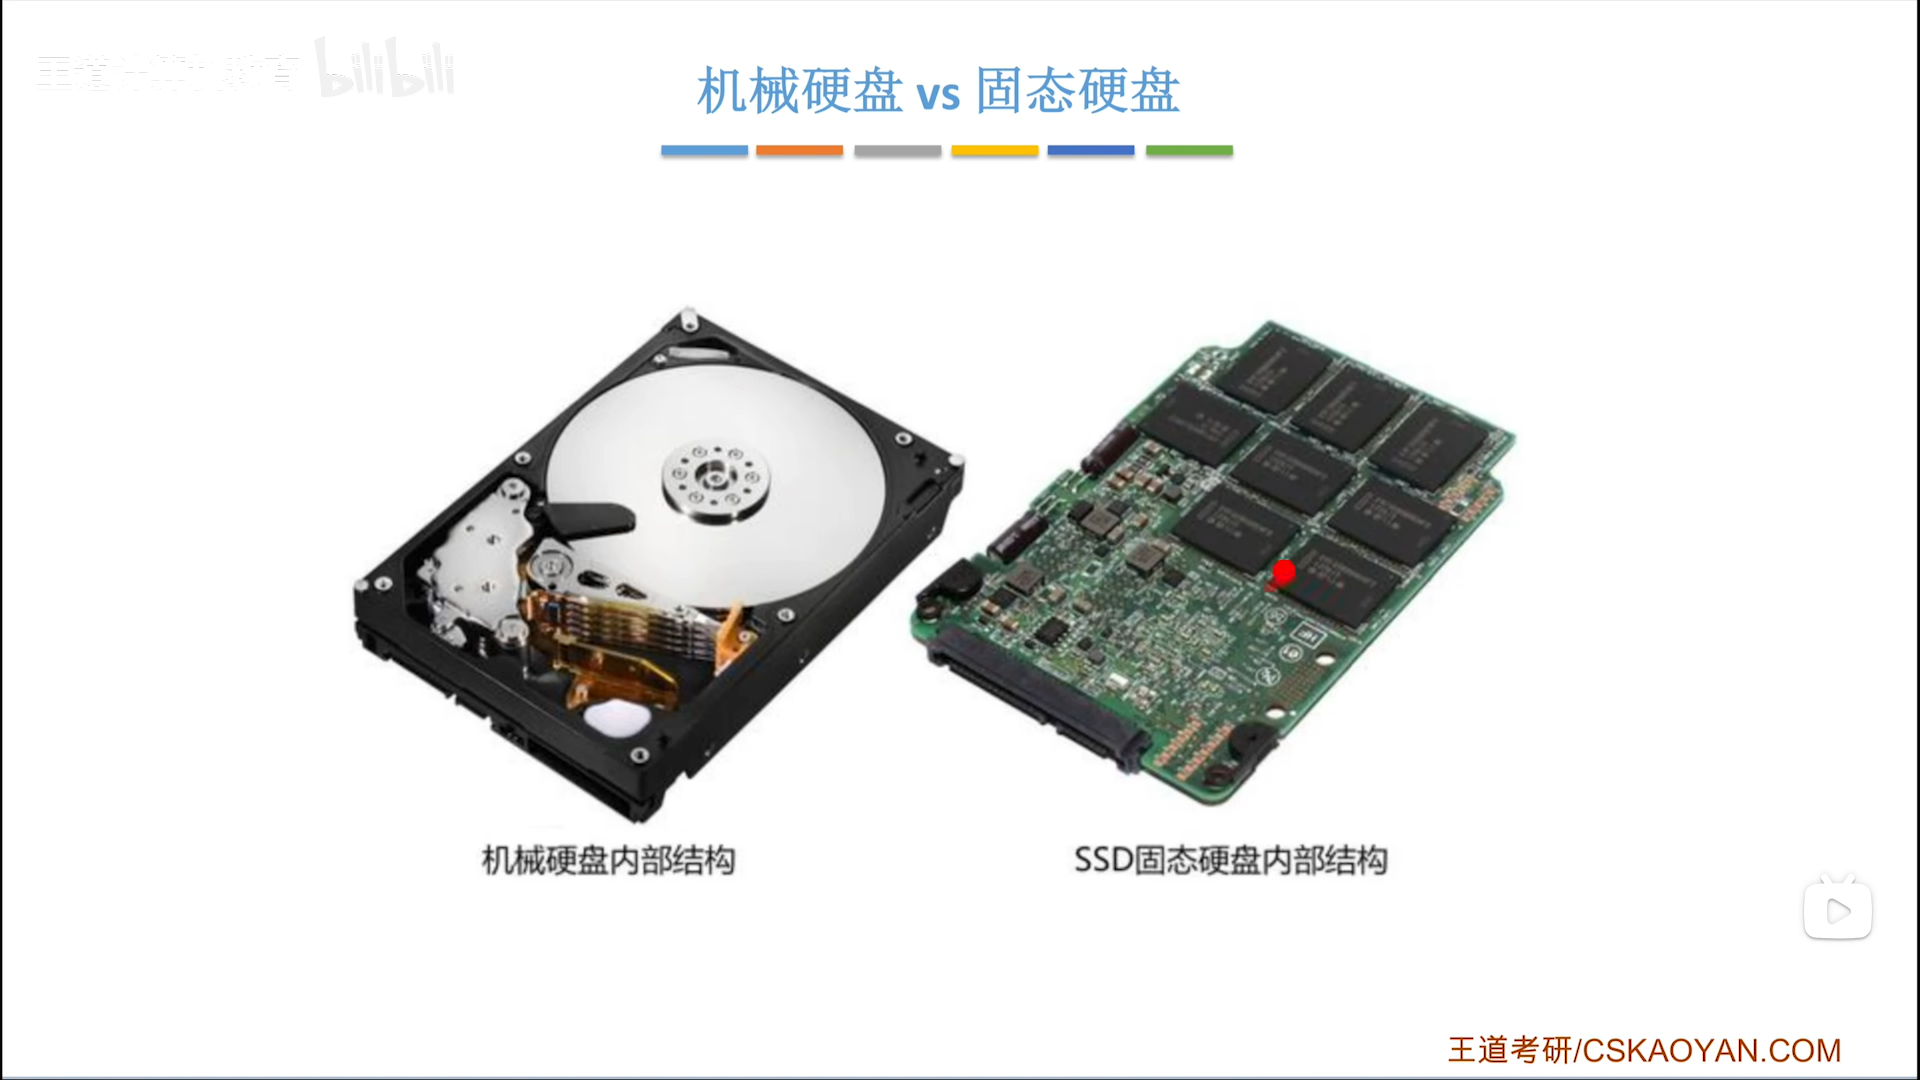 王道计算机教育 bilibili
机械硬盘 vs 固态硬盘
机械硬盘内部结构
SSD固态硬盘内部结构
王道考研/CSKAOYAN.COM